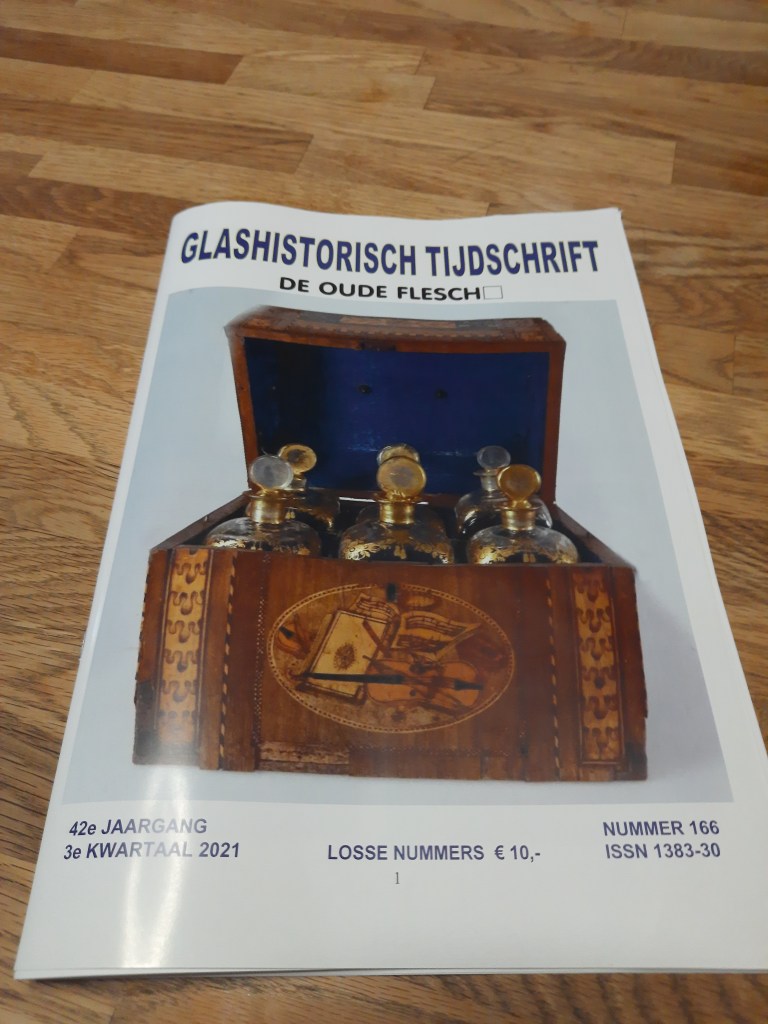 GLASHISTORISCH TIJDSCHRIFT
DE OUDE FLESCH□
42e JAARGANG
3e KWARTAAL 2021
LOSSE NUMMERS € 10,-
NUMMER 166
ISSN 1383-30
1